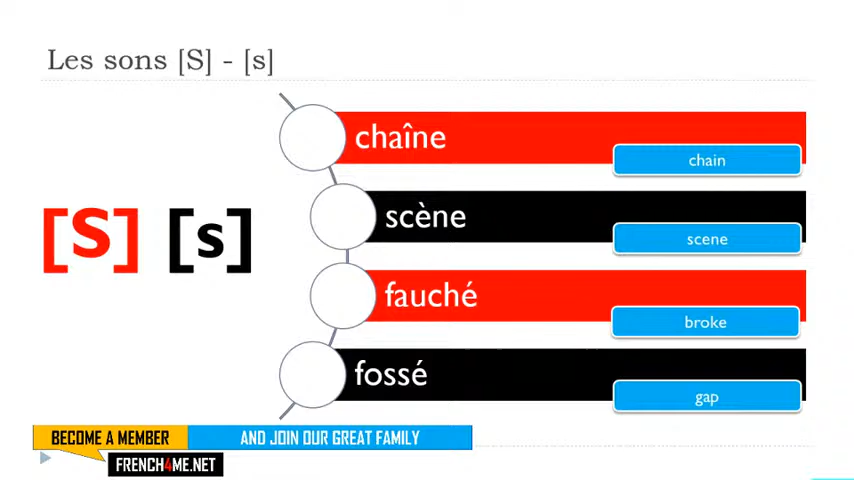 Les sons [S] - [s]
chaîne
chain
[S] [s]
scène
scene
fauché
broke
fossé
gap
BECOME A MEMBER AND JOIN OUR GREAT FAMILY
FRENCH4ME.NET